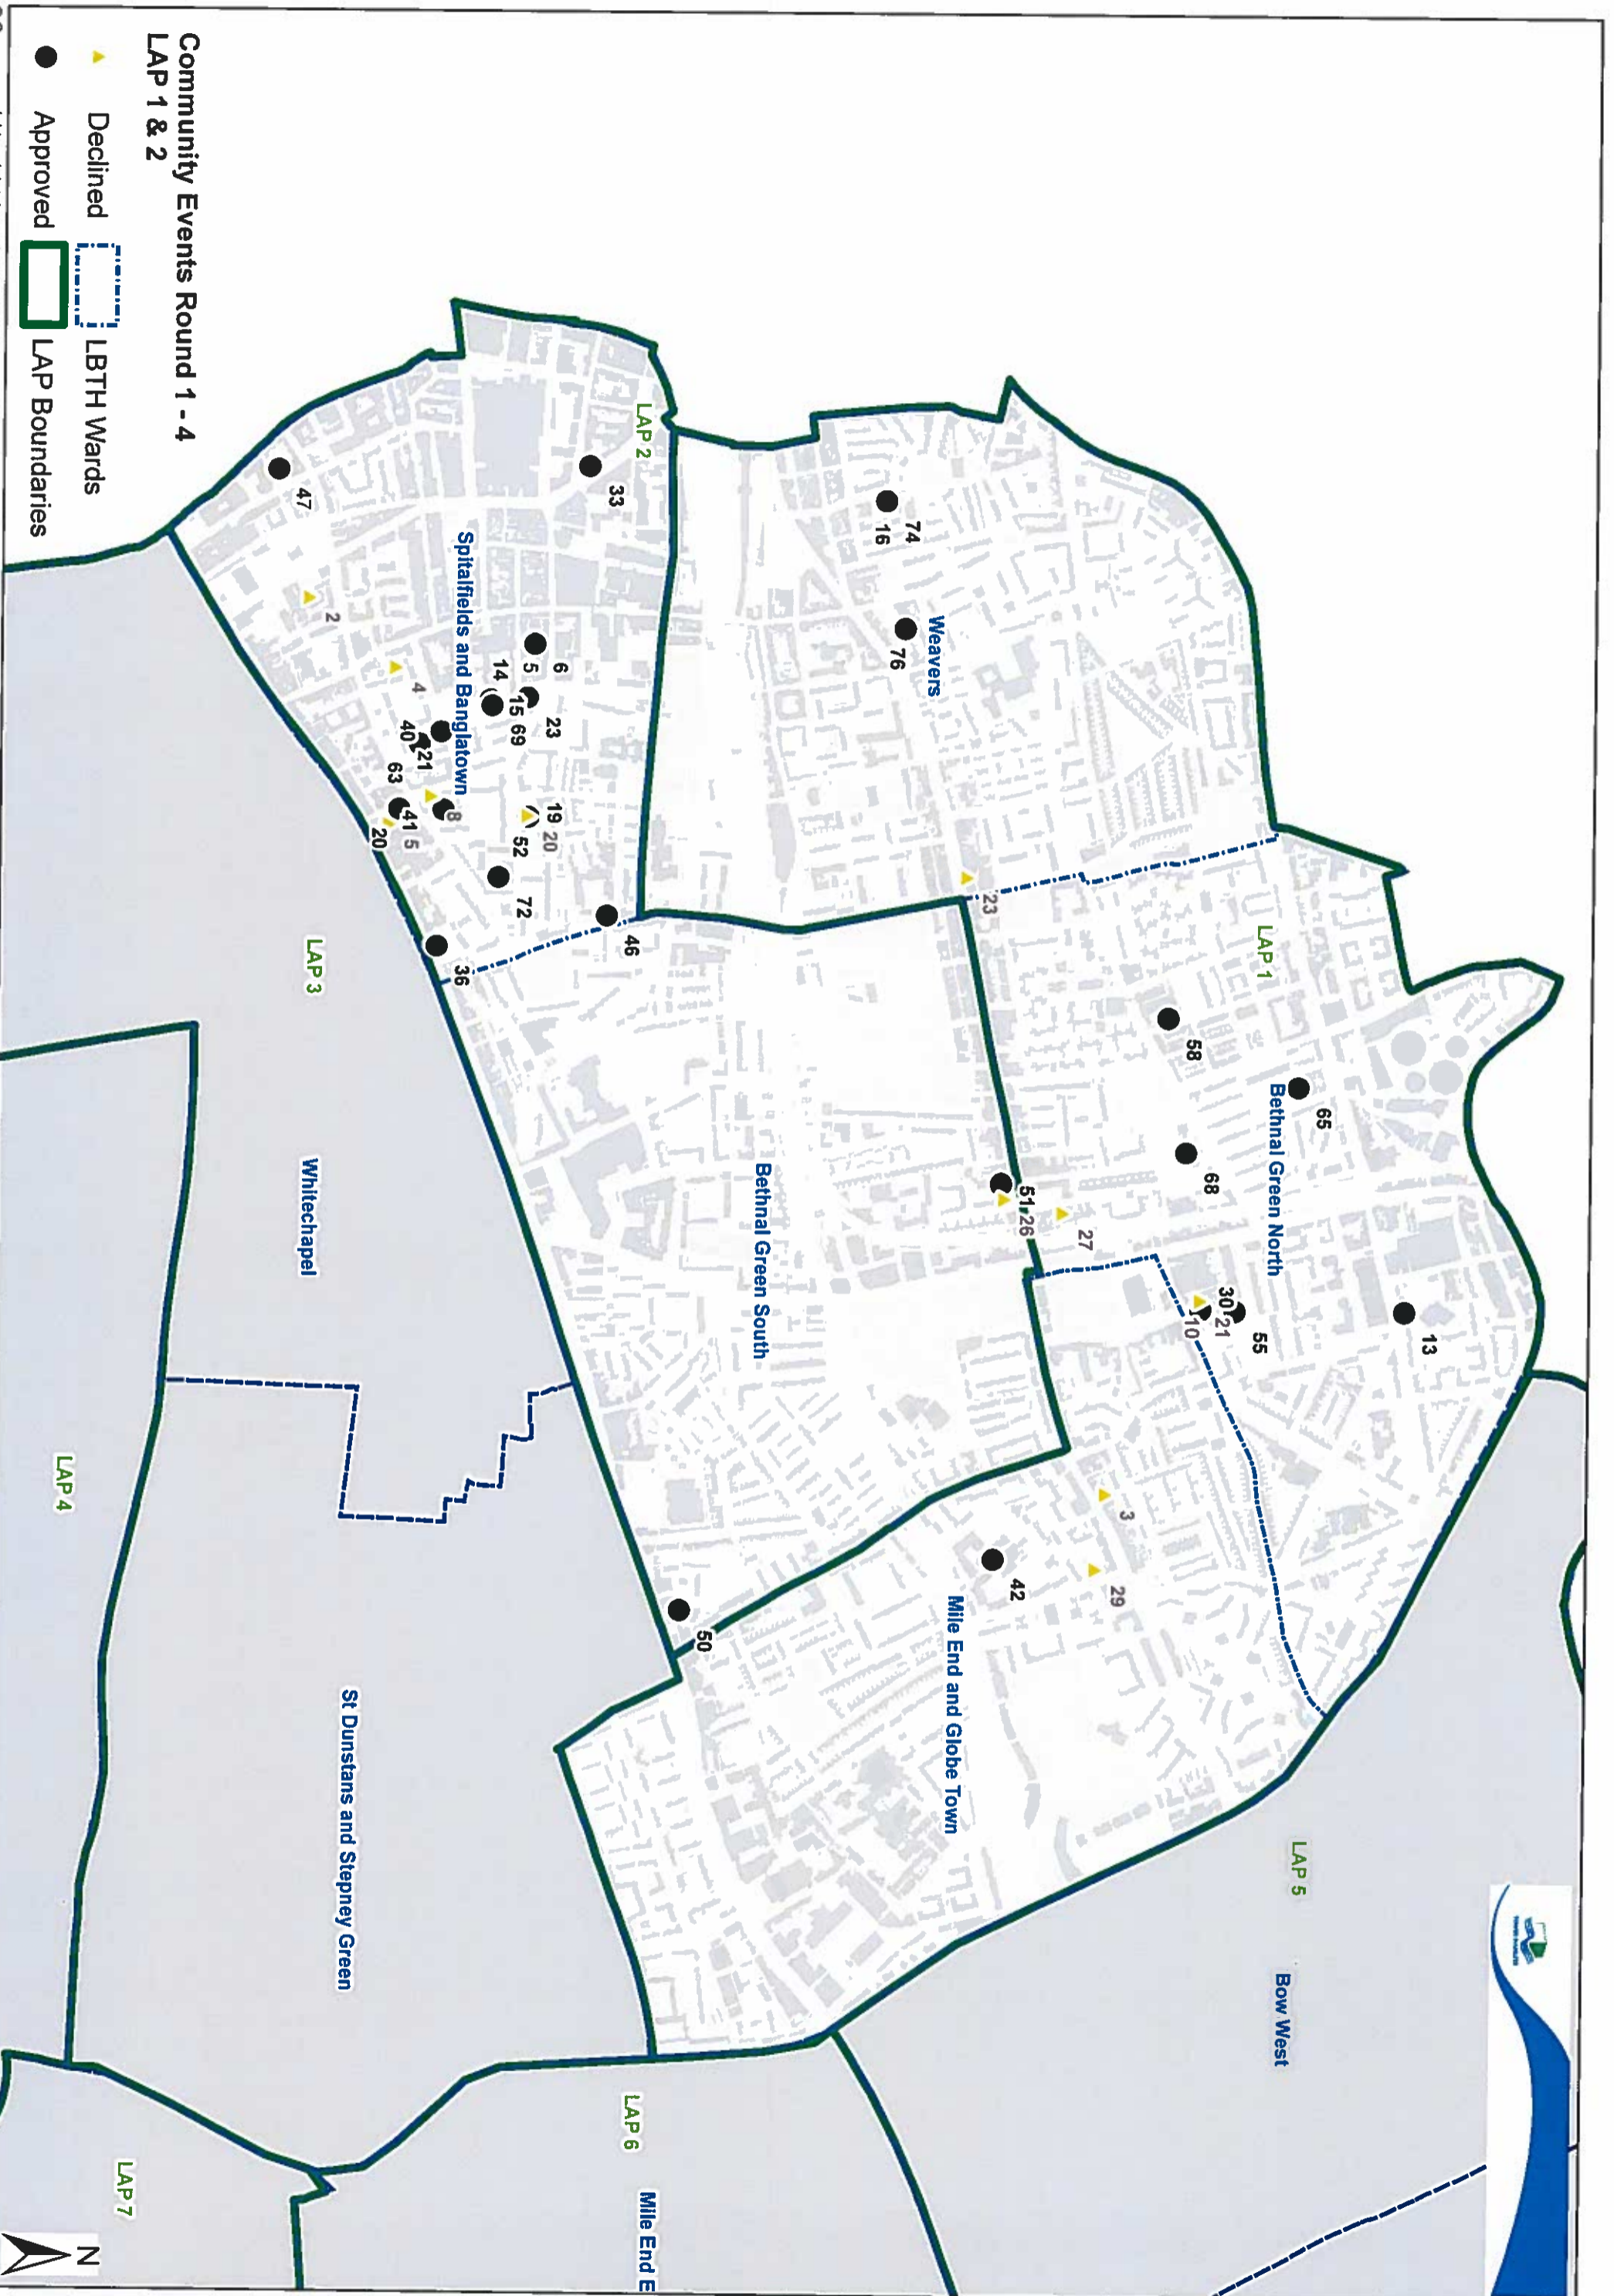 Community Events Round 1 - 4
LAP 1 & 2
Declined
LBTH Wards
Approved
LAP Boundaries
LAP 1
Bethnal Green North
13
65
58
68
55
30
21
10
27
23
51
26
Weavers
74
16
76
3
29
42
Mile End and Globe Town
LAP 5
Bow West
LAP 2
33
47
2
Spitalfields and Banglatown
6
5
14
15
69
23
4
40
21
63
8
41
5
20
19
20
52
72
46
36
Bethnal Green South
50
LAP 3
Whitechapel
St Dunstans and Stepney Green
LAP 4
LAP 6
Mile End E
LAP 7
N